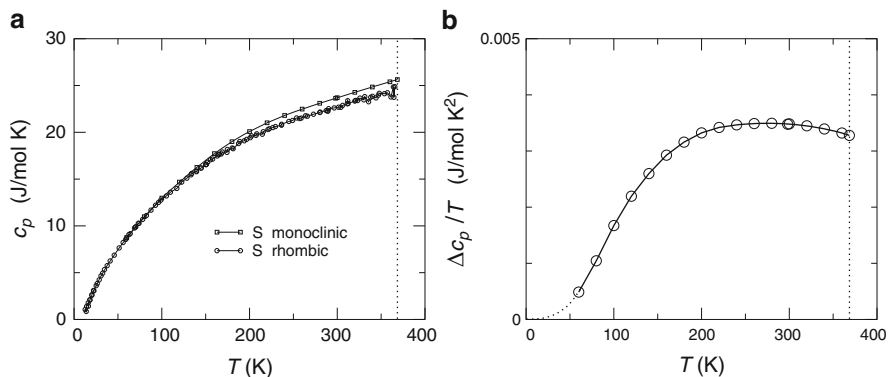 a
30
20
10
0
c_p (J/mol K)
S monoclinic
S rhombic
0 100 200 300 400
T (K)
b
0.005
0
Δc_p/T (J/mol K²)
0 100 200 300 400
T (K)